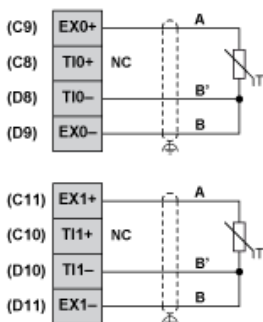 (C9) EX0+ A
(C8) TI0+ NC
(D8) TI0– B'
(D9) EX0– B
(C11) EX1+ A
(C10) TI1+ NC
(D10) TI1– B'
(D11) EX1– B